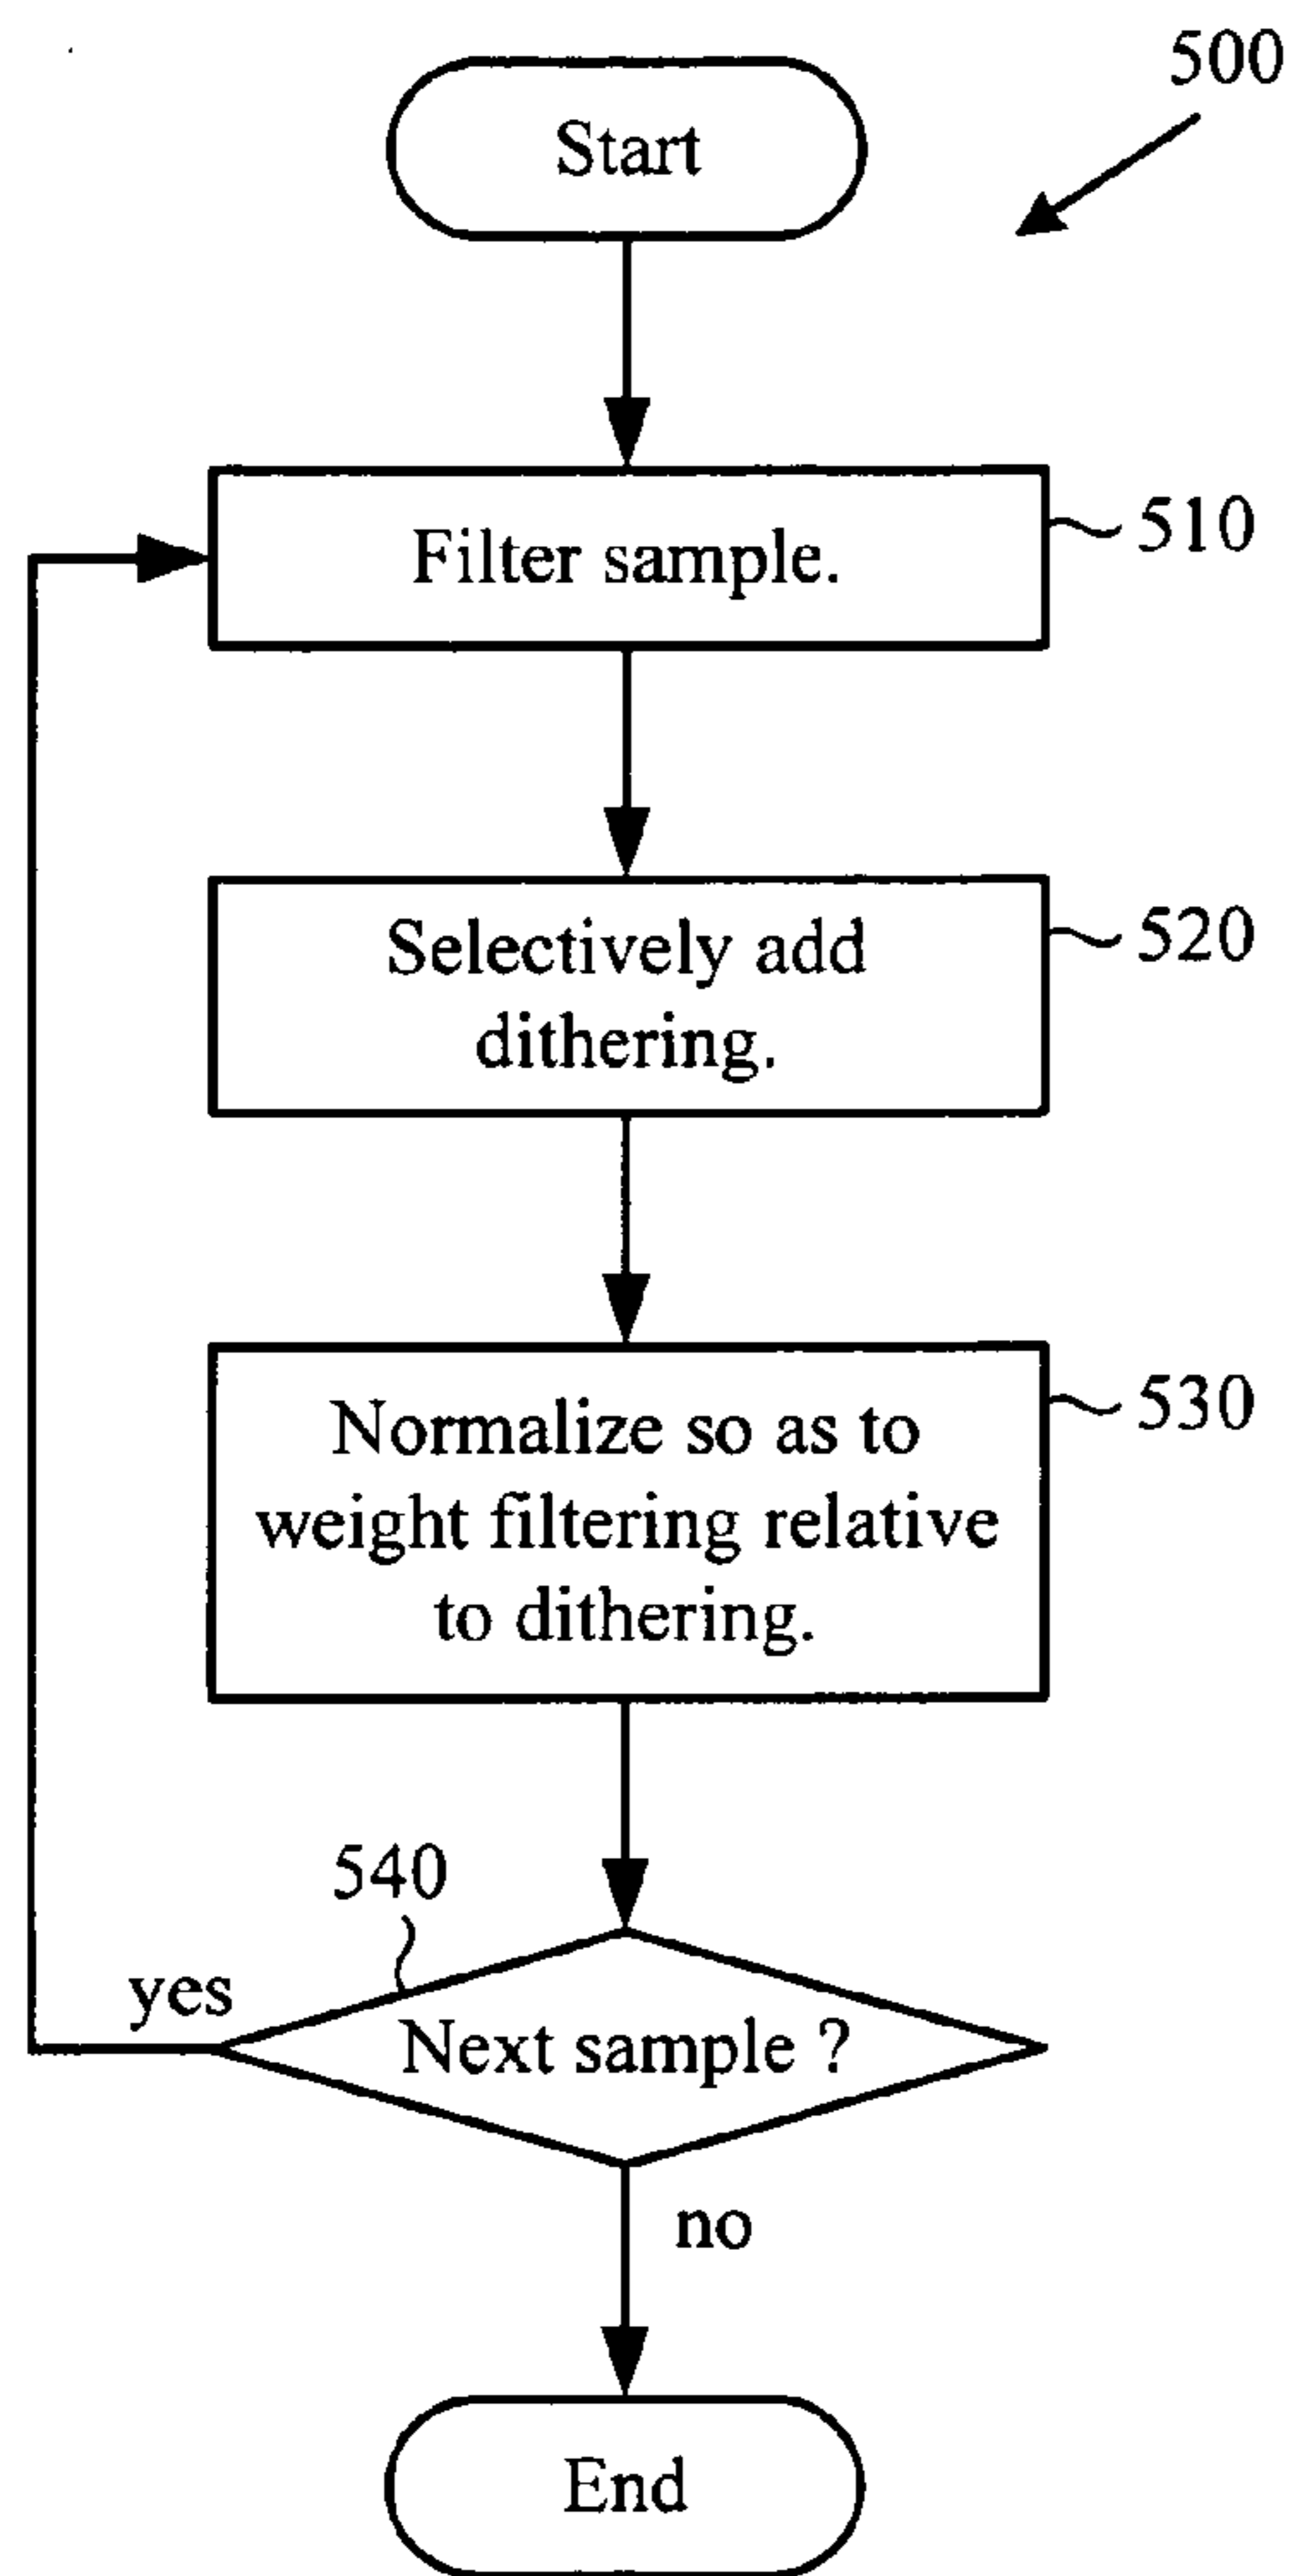 500
Start
Filter sample.
510
Selectively add
dithering.
520
Normalize so as to
weight filtering relative
to dithering.
530
540
yes
Next sample ?
no
End